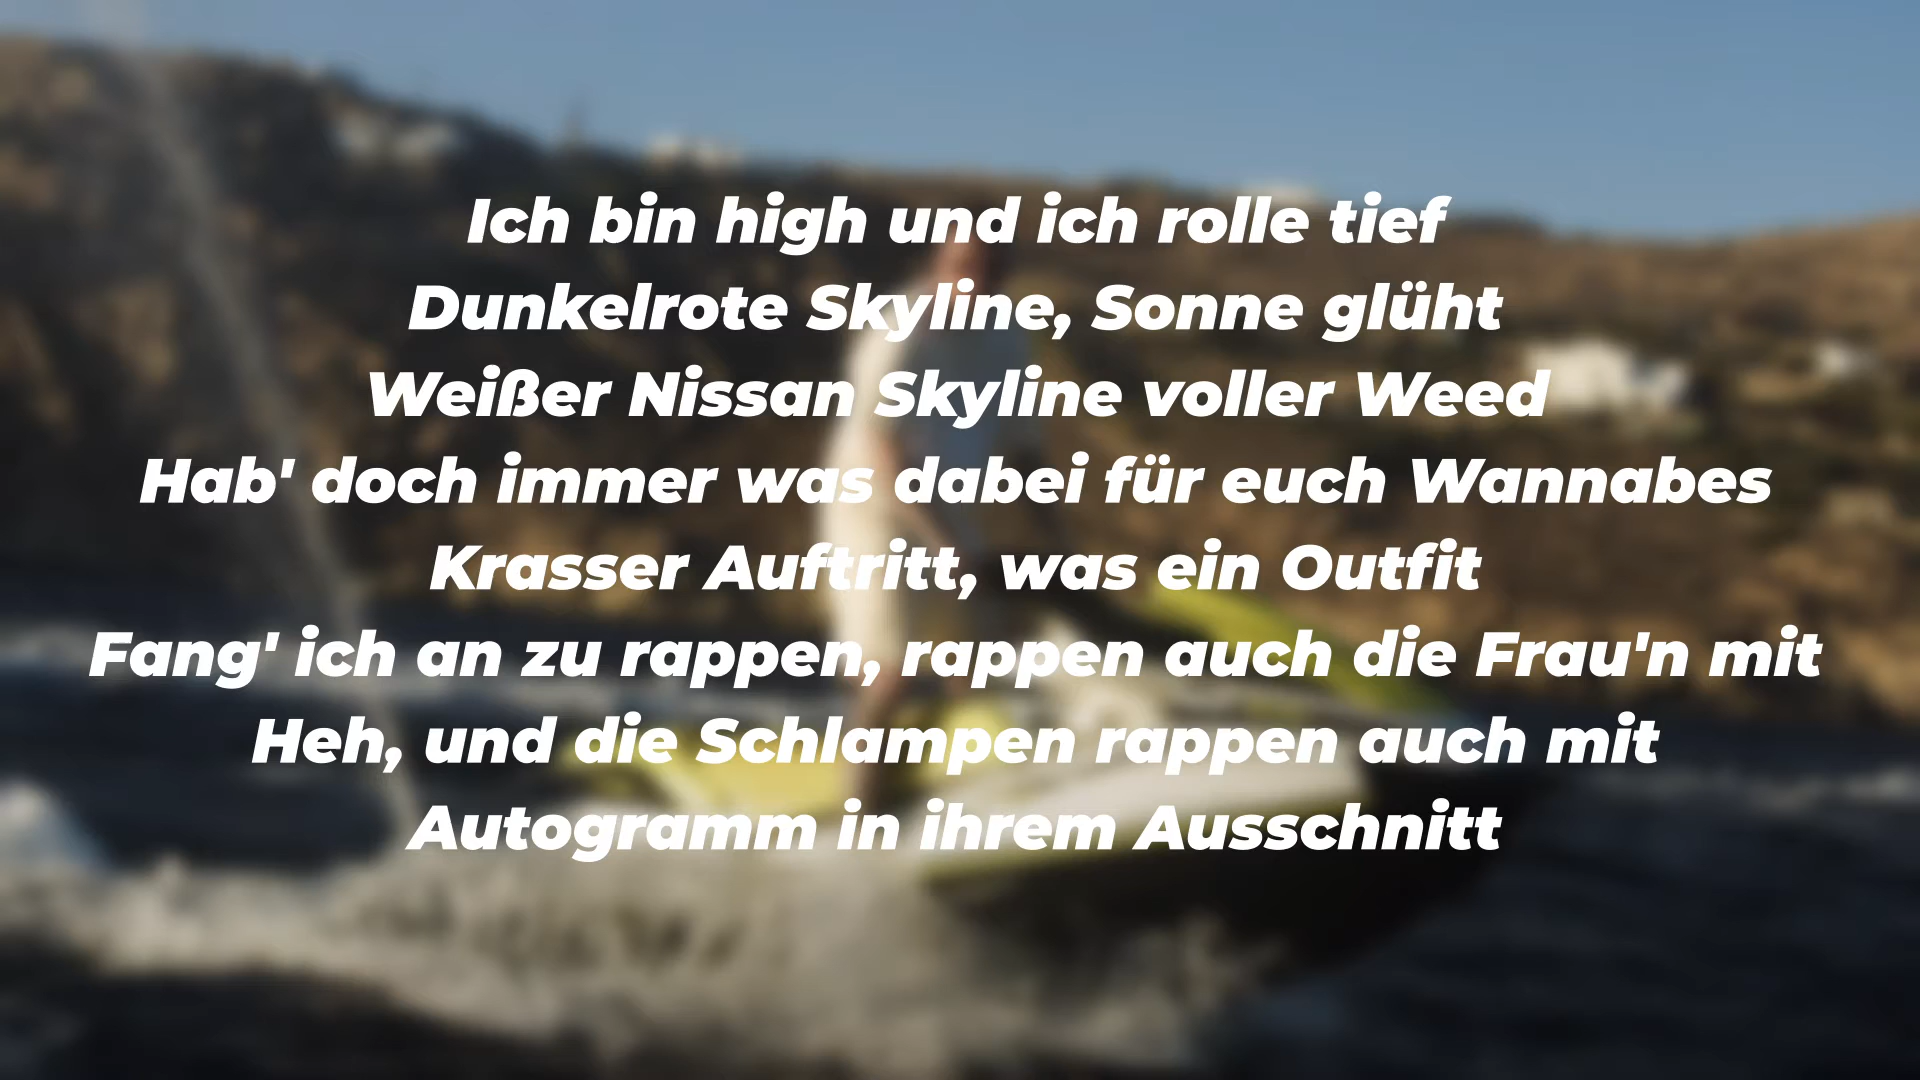 Ich bin high und ich rolle tief
Dunkelrote Skyline, Sonne glüht
Weißer Nissan Skyline voller Weed
Hab' doch immer was dabei für euch Wannabes
Krasser Auftritt, was ein Outfit
Fang' ich an zu rappen, rappen auch die Frau'n mit
Heh, und die Schlampen rappen auch mit
Autogramm in ihrem Ausschnitt